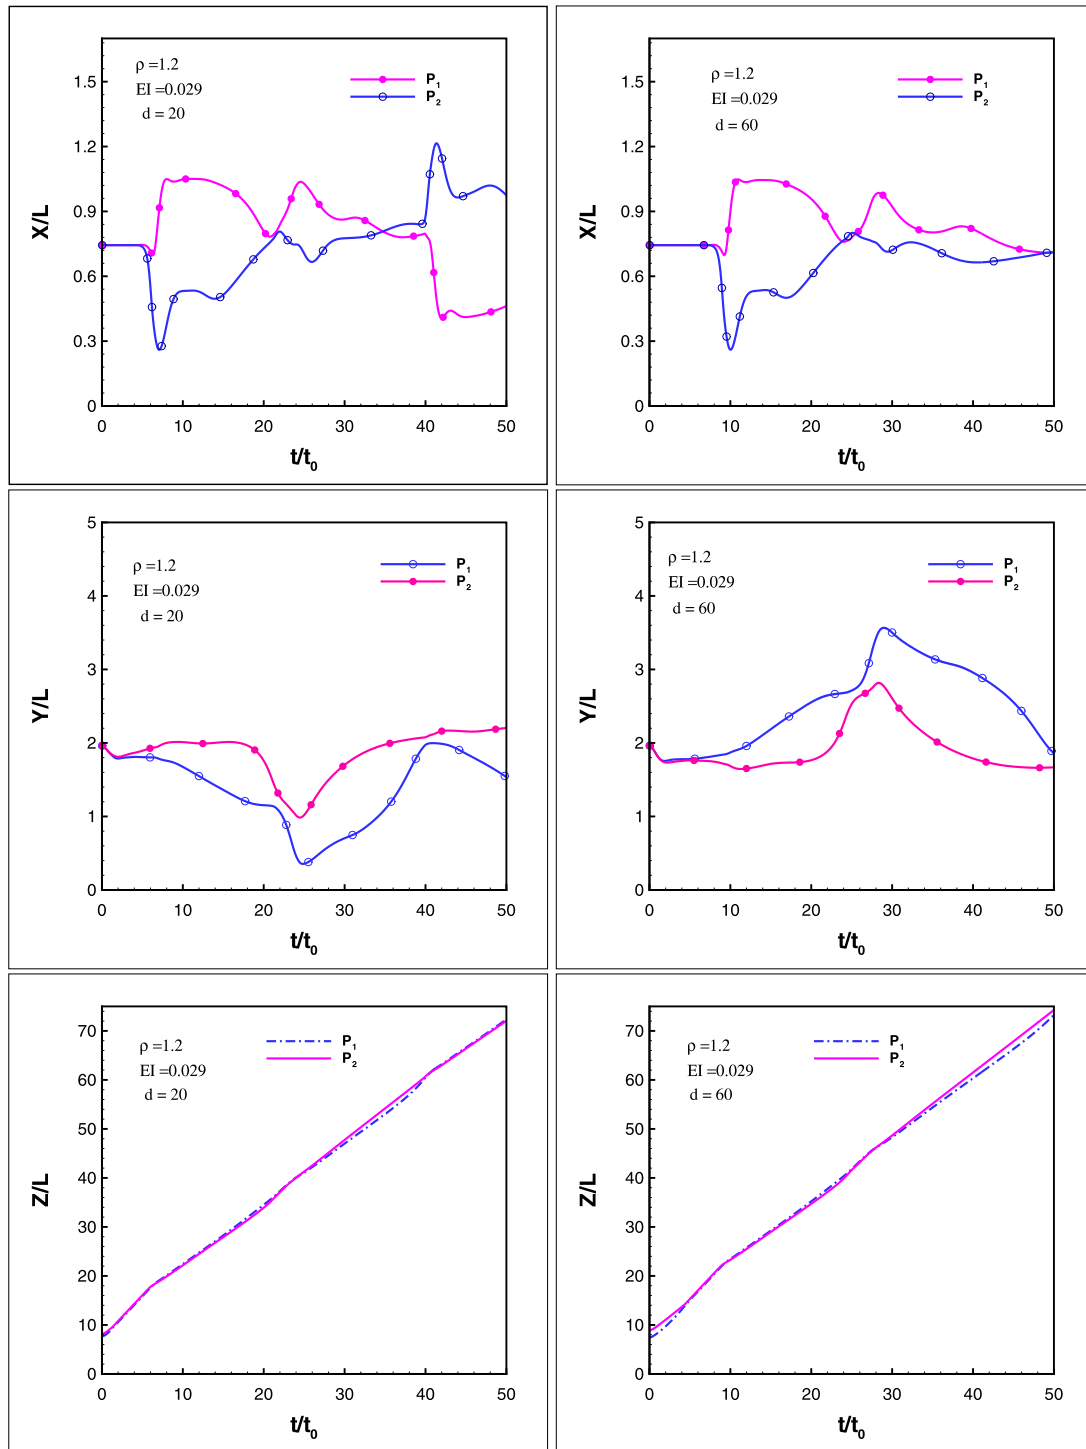 X/L
1.5
1.2
0.9
0.6
0.3
0
ρ =1.2
EI =0.029
d = 20
P1
P2
0 10 20 30 40 50
t/t0
X/L
1.5
1.2
0.9
0.6
0.3
0
ρ =1.2
EI =0.029
d = 60
P1
P2
0 10 20 30 40 50
t/t0
Y/L
5
4
3
2
1
0
ρ =1.2
EI =0.029
d = 20
P1
P2
0 10 20 30 40 50
t/t0
Y/L
5
4
3
2
1
0
ρ =1.2
EI =0.029
d = 60
P1
P2
0 10 20 30 40 50
t/t0
Z/L
70
60
50
40
30
20
10
0
ρ =1.2
EI =0.029
d = 20
P1
P2
0 10 20 30 40 50
t/t0
Z/L
70
60
50
40
30
20
10
0
ρ =1.2
EI =0.029
d = 60
P1
P2
0 10 20 30 40 50
t/t0